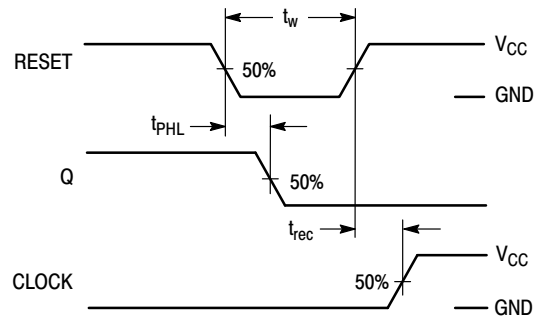 t_w
V_CC
RESET
50%
GND
t_PHL
Q
50%
t_rec
V_CC
50%
CLOCK
GND